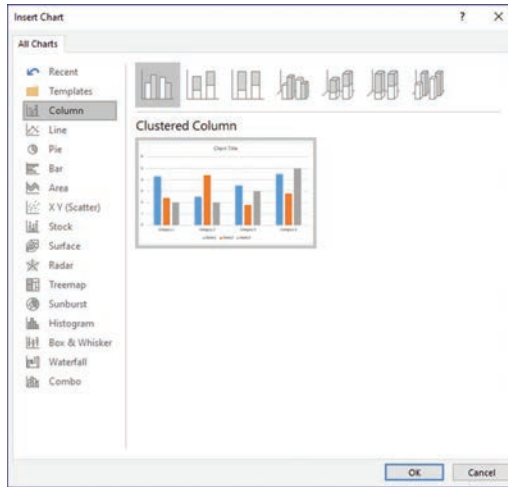 Insert Chart
? ✕
All Charts
Recent
Templates
Column
Line
Pie
Bar
Area
X Y (Scatter)
Stock
Surface
Radar
Treemap
Sunburst
Histogram
Box & Whisker
Waterfall
Combo
Clustered Column
Chart Title
OK
Cancel